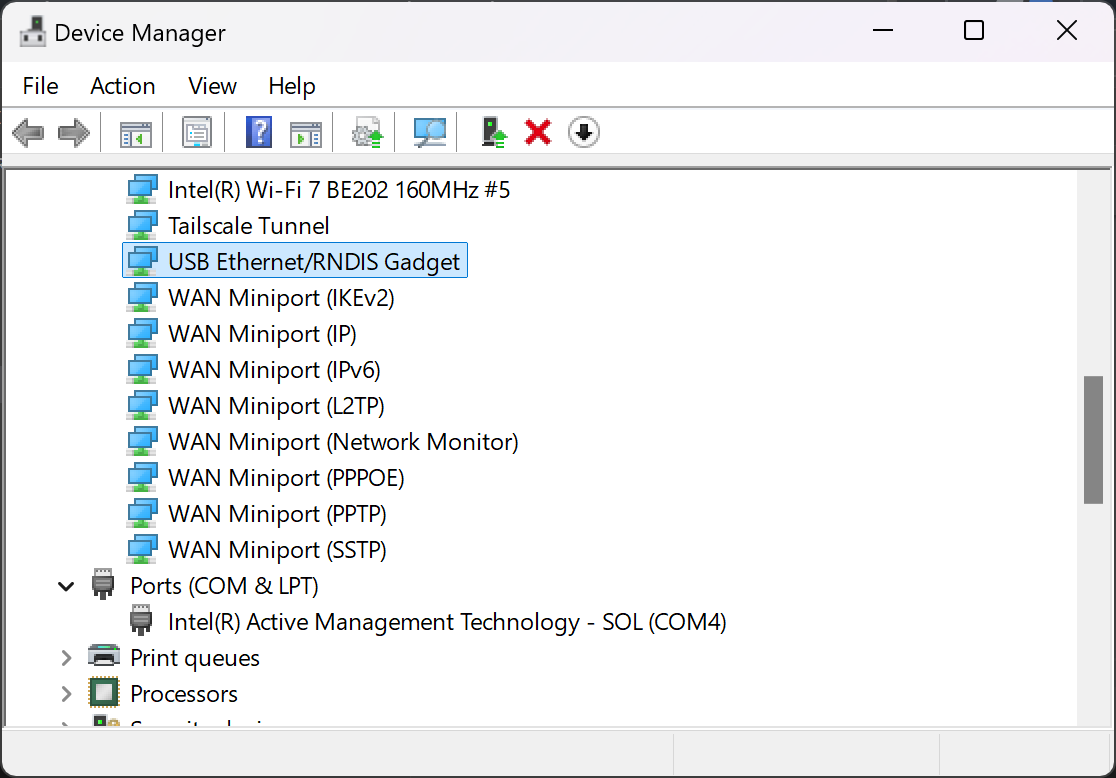 Device Manager
File Action View Help
Intel(R) Wi-Fi 7 BE202 160MHz #5
Tailscale Tunnel
USB Ethernet/RNDIS Gadget
WAN Miniport (IKEv2)
WAN Miniport (IP)
WAN Miniport (IPv6)
WAN Miniport (L2TP)
WAN Miniport (Network Monitor)
WAN Miniport (PPPOE)
WAN Miniport (PPTP)
WAN Miniport (SSTP)
Ports (COM & LPT)
Intel(R) Active Management Technology - SOL (COM4)
Print queues
Processors